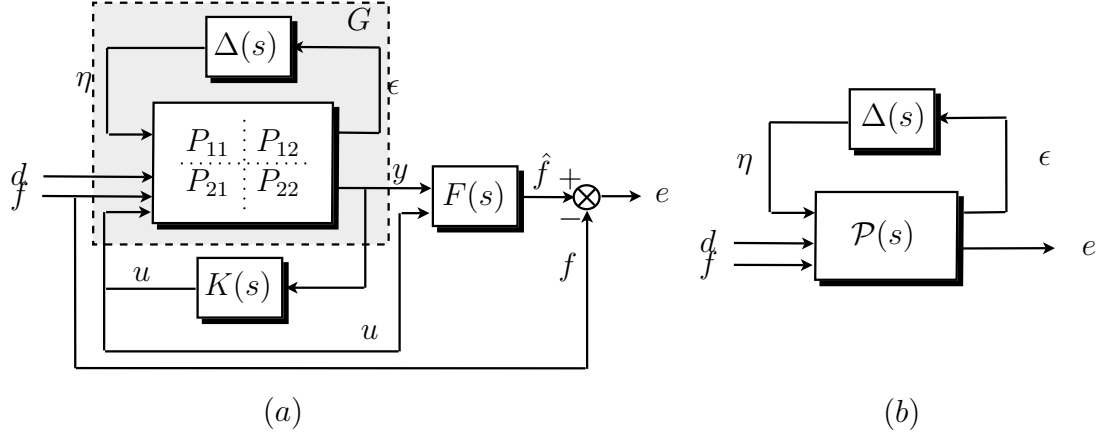 G
Δ(s)
η
ϵ
P₁₁ P₁₂
P₂₁ P₂₂
d
f
y
F(s)
f̂
+
−
e
f
u
K(s)
u
(a)
Δ(s)
η
ϵ
𝒫(s)
d
f
e
(b)